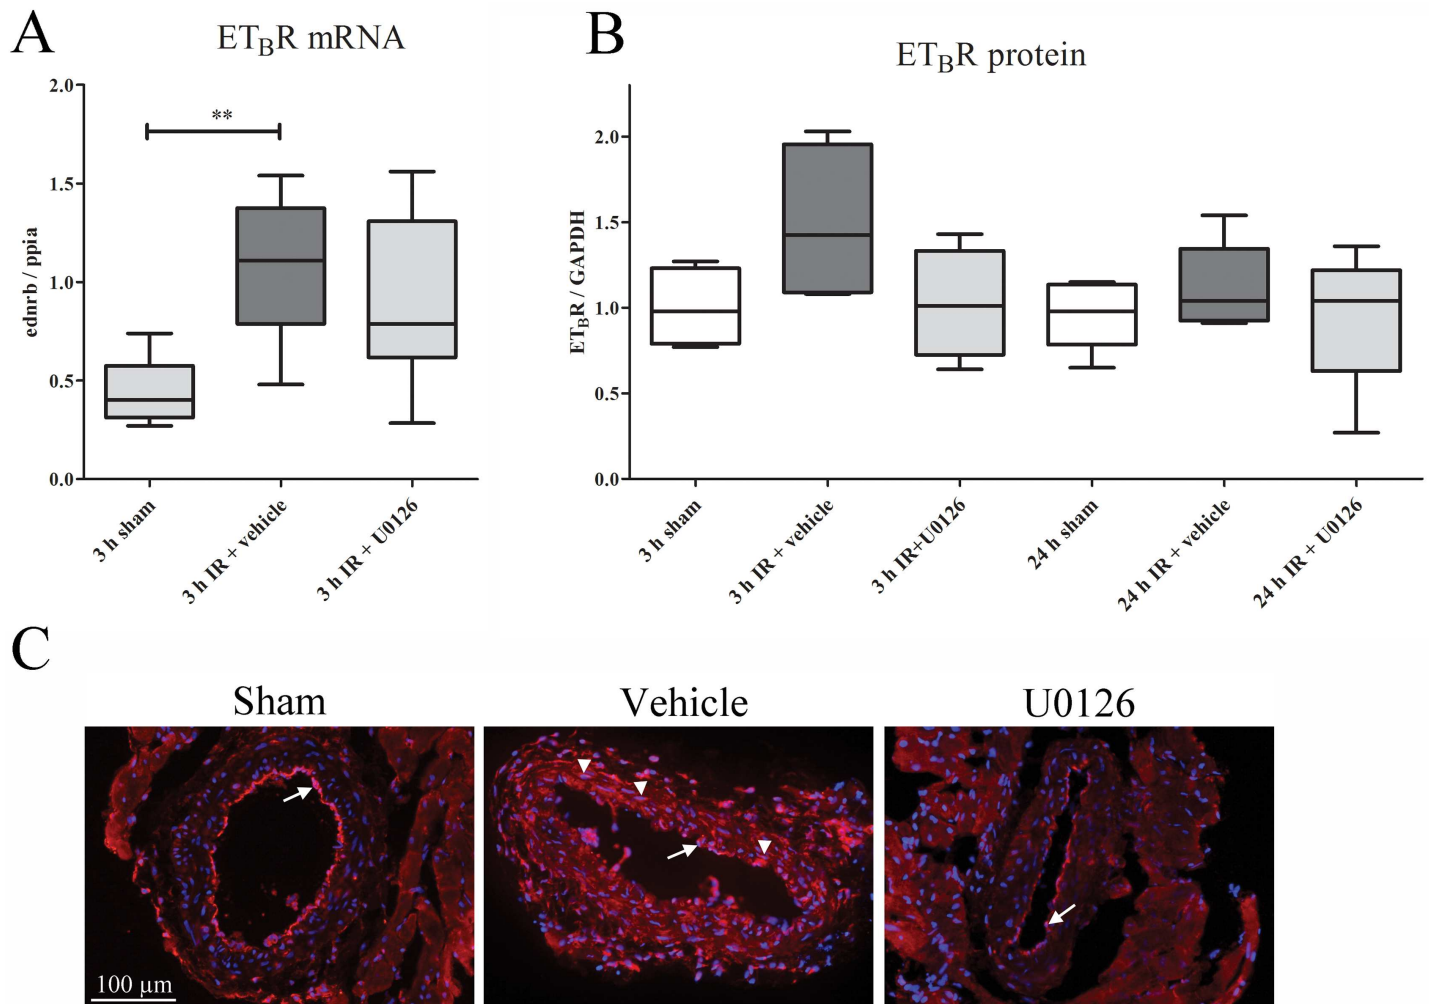 A
ETBR mRNA
2.0
1.5
1.0
0.5
0.0
ednrb / ppia
**
3 h sham
3 h IR + vehicle
3 h IR + U0126
B
ETBR protein
2.0
1.5
1.0
0.5
0.0
ETBR / GAPDH
3 h sham
3 h IR + vehicle
3 h IR+U0126
24 h sham
24 h IR + vehicle
24 h IR + U0126
C
Sham
Vehicle
U0126
100 µm